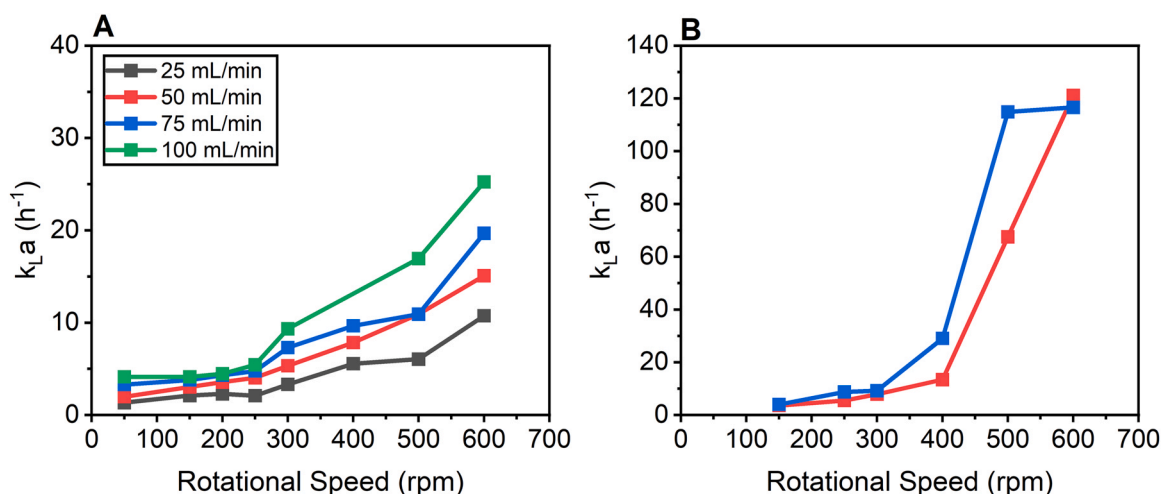 A
40
30
20
10
0
k_L a (h⁻¹)
25 mL/min
50 mL/min
75 mL/min
100 mL/min
0 100 200 300 400 500 600 700
Rotational Speed (rpm)
B
140
120
100
80
60
40
20
0
k_L a (h⁻¹)
0 100 200 300 400 500 600 700
Rotational Speed (rpm)